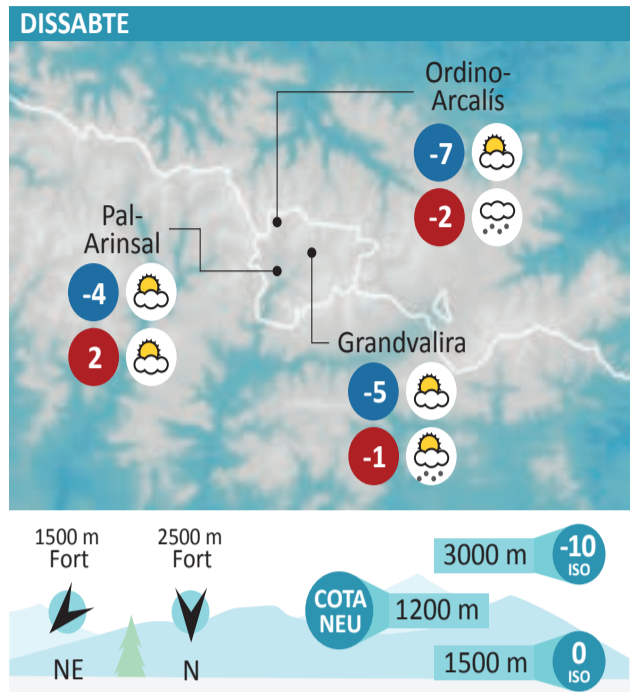 DISSABTE
Ordino-
Arcalís
-7
-2
Pal-
Arinsal
-4
2
Grandvalira
-5
-1
1500 m
Fort
NE
2500 m
Fort
N
COTA
NEU
1200 m
3000 m
-10
ISO
1500 m
0
ISO